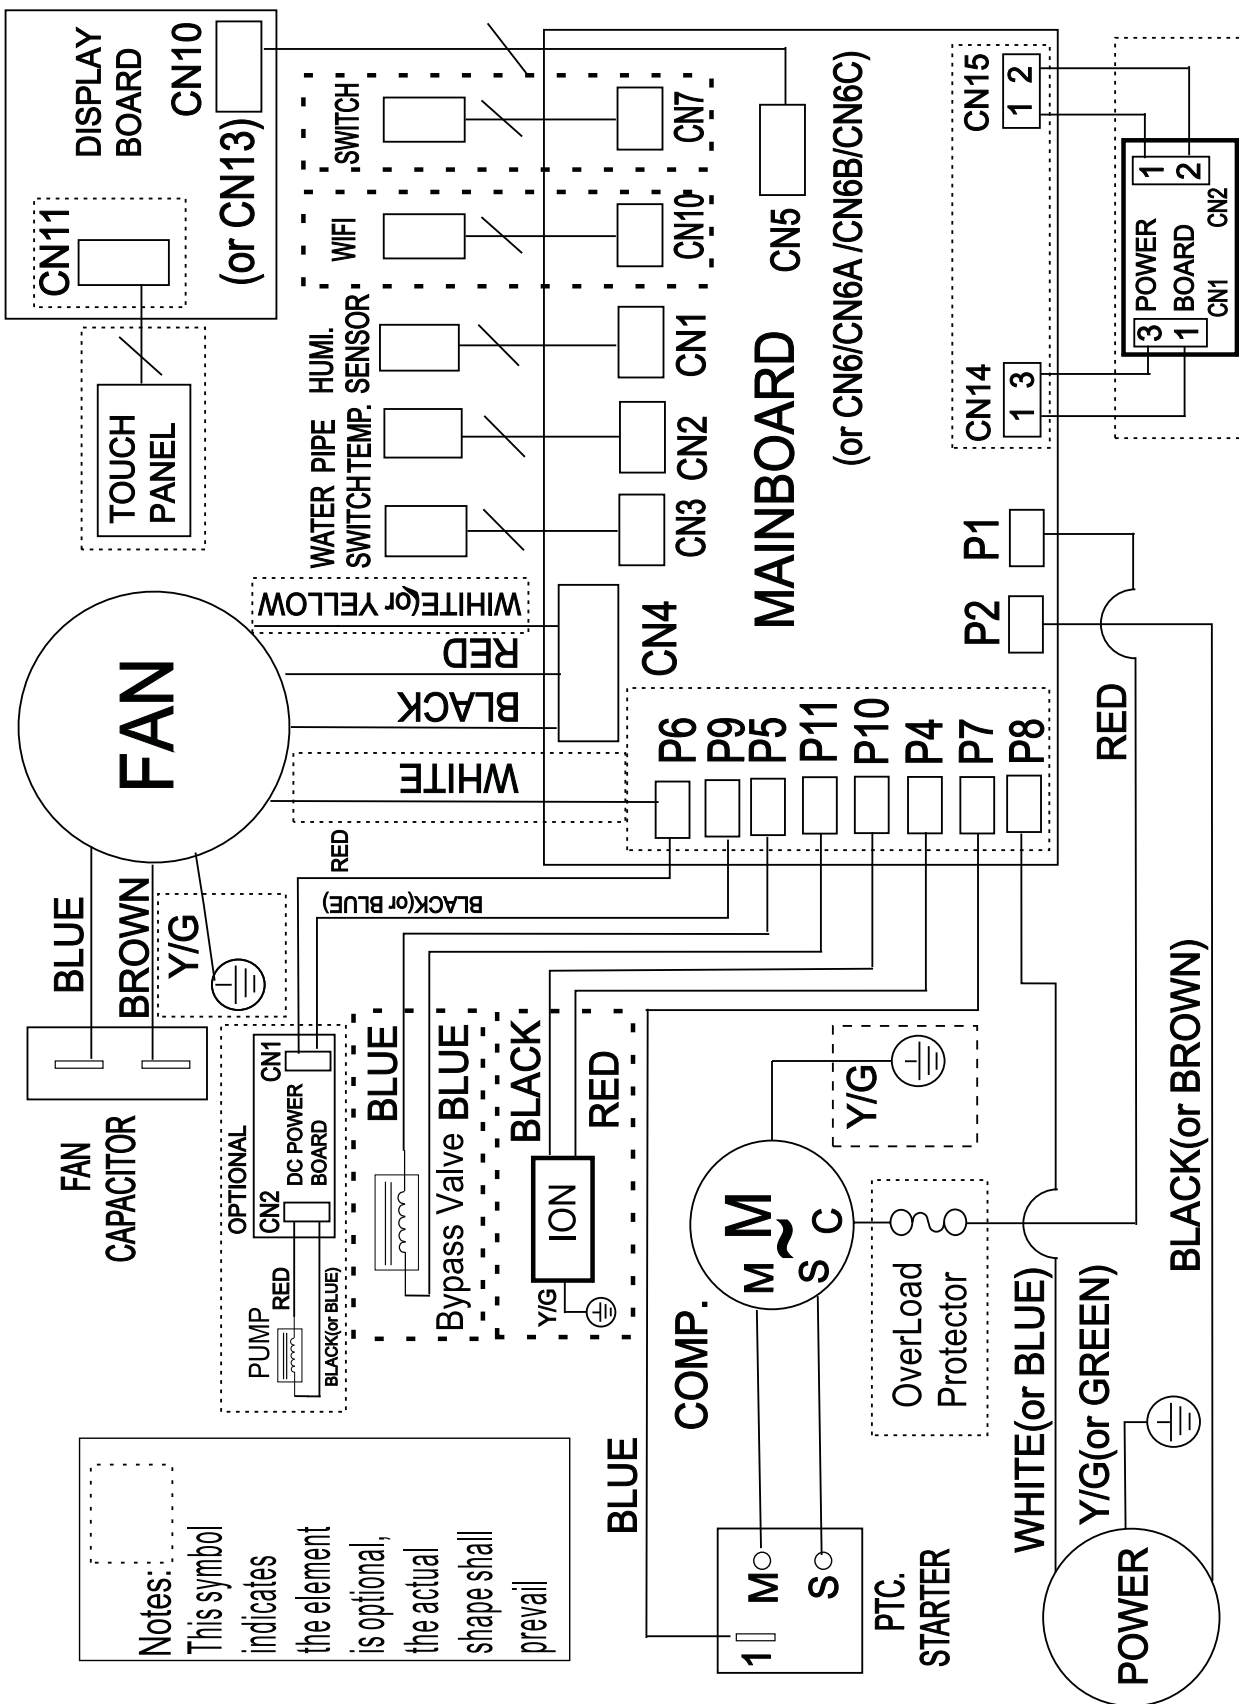 DISPLAY
BOARD
CN10
(or CN13)
CN11
TOUCH
PANEL
SWITCH
CN7
WIFI
CN10
HUMI.
SENSOR
CN1
PIPE
TEMP.
CN2
WATER
SWITCH
CN3
CN5
(or CN6/CN6A /CN6B/CN6C)
MAINBOARD
CN15
1 2
CN14
1 3
1
2
CN2
POWER
BOARD
3
1
CN1
P1
P2
FAN
WIHITE(or YELLOW
RED
BLACK
WHITE
CN4
P6
P9
P5
P11
P10
P4
P7
P8
RED
BLUE
BROWN
Y/G
RED
BLACK(or BLUE)
FAN
CAPACITOR
OPTIONAL
CN1
DC POWER
BOARD
CN2
PUMP
RED
BLACK(or BLUE)
BLUE
Bypass Valve
BLUE
BLACK
RED
ION
Y/G
Y/G
COMP.
M
~
M
S
C
OverLoad
Protector
BLUE
M
S
1
PTC.
STARTER
WHITE(or BLUE)
Y/G(or GREEN)
BLACK(or BROWN)
POWER
Notes:
This symbol
indicates
the element
is optional,
the actual
shape shall
prevail